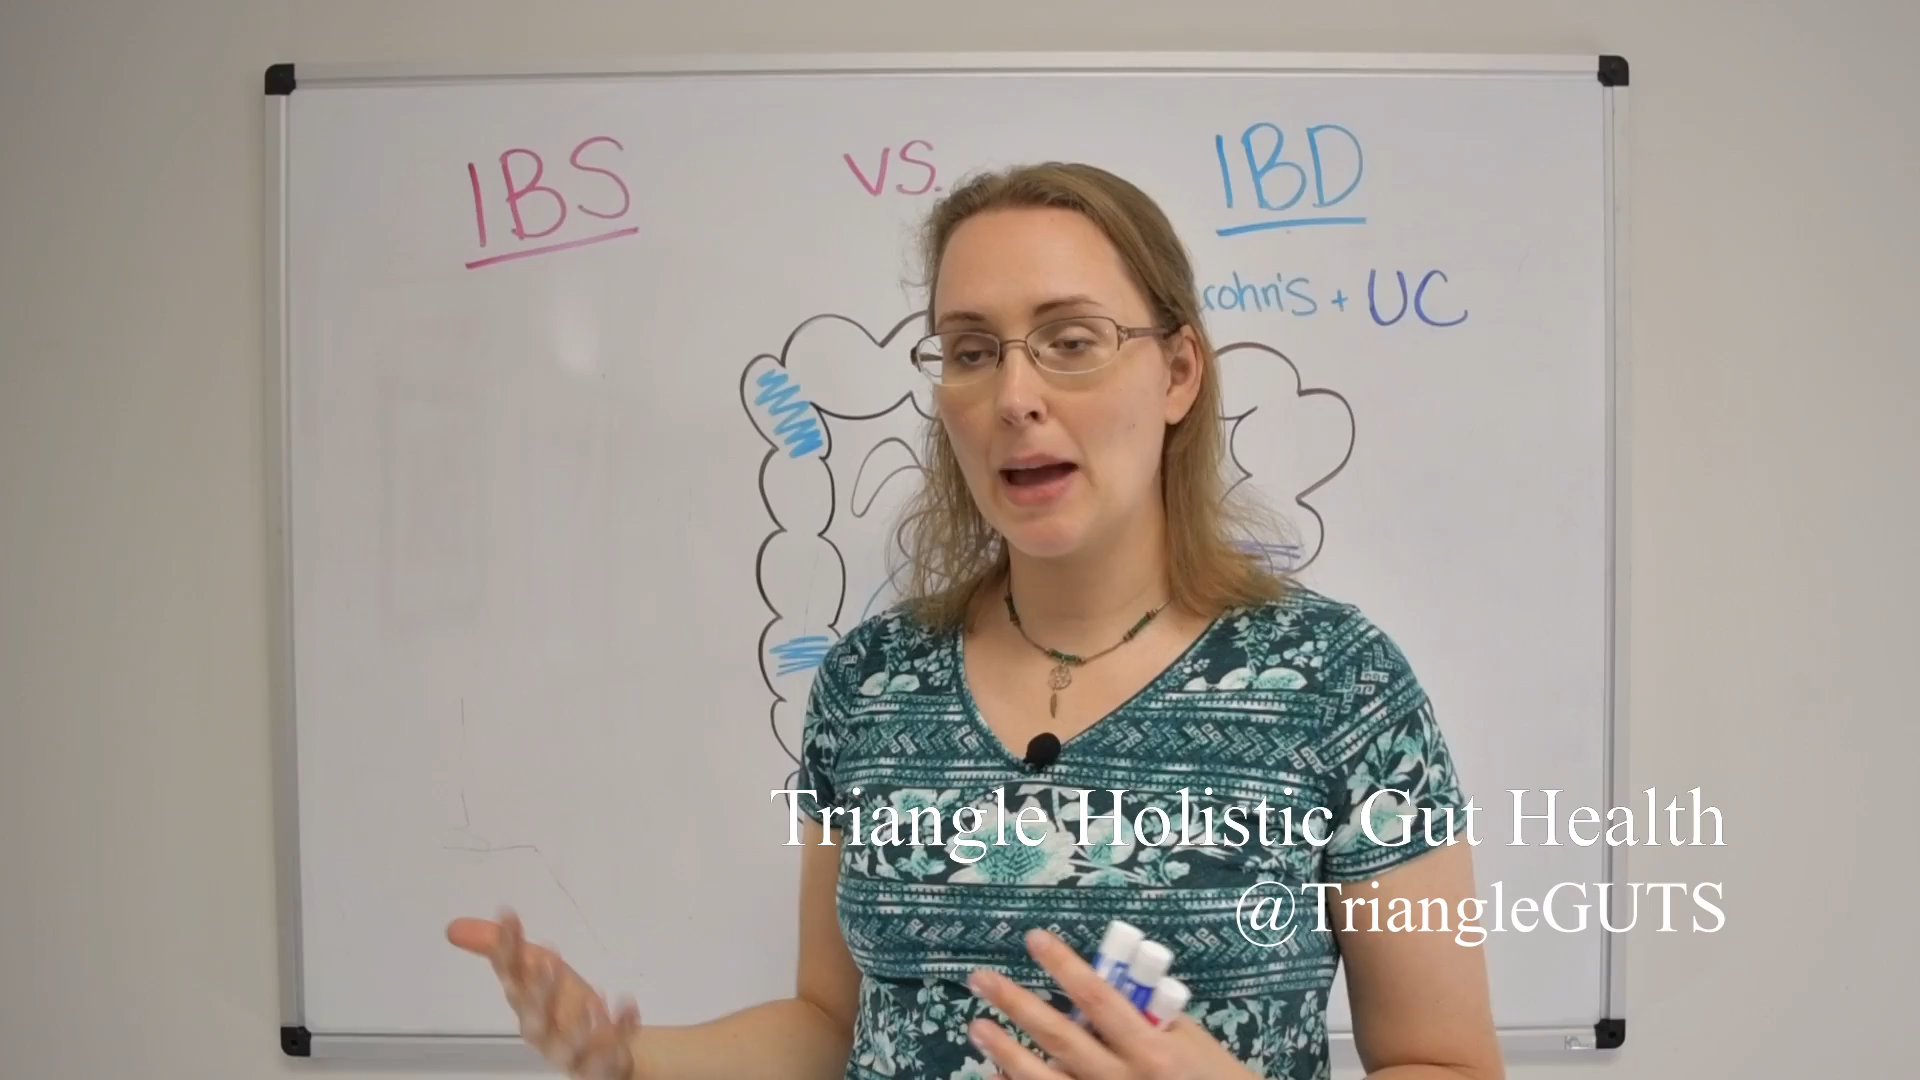 IBS vs. IBD
rohn's + UC
Triangle Holistic Gut Health
@TriangleGUTS